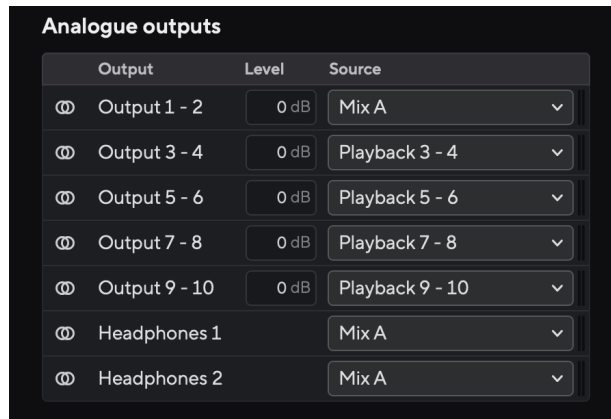 Analogue outputs
Output Level Source
Output 1 - 2 0 dB Mix A
Output 3 - 4 0 dB Playback 3 - 4
Output 5 - 6 0 dB Playback 5 - 6
Output 7 - 8 0 dB Playback 7 - 8
Output 9 - 10 0 dB Playback 9 - 10
Headphones 1 Mix A
Headphones 2 Mix A